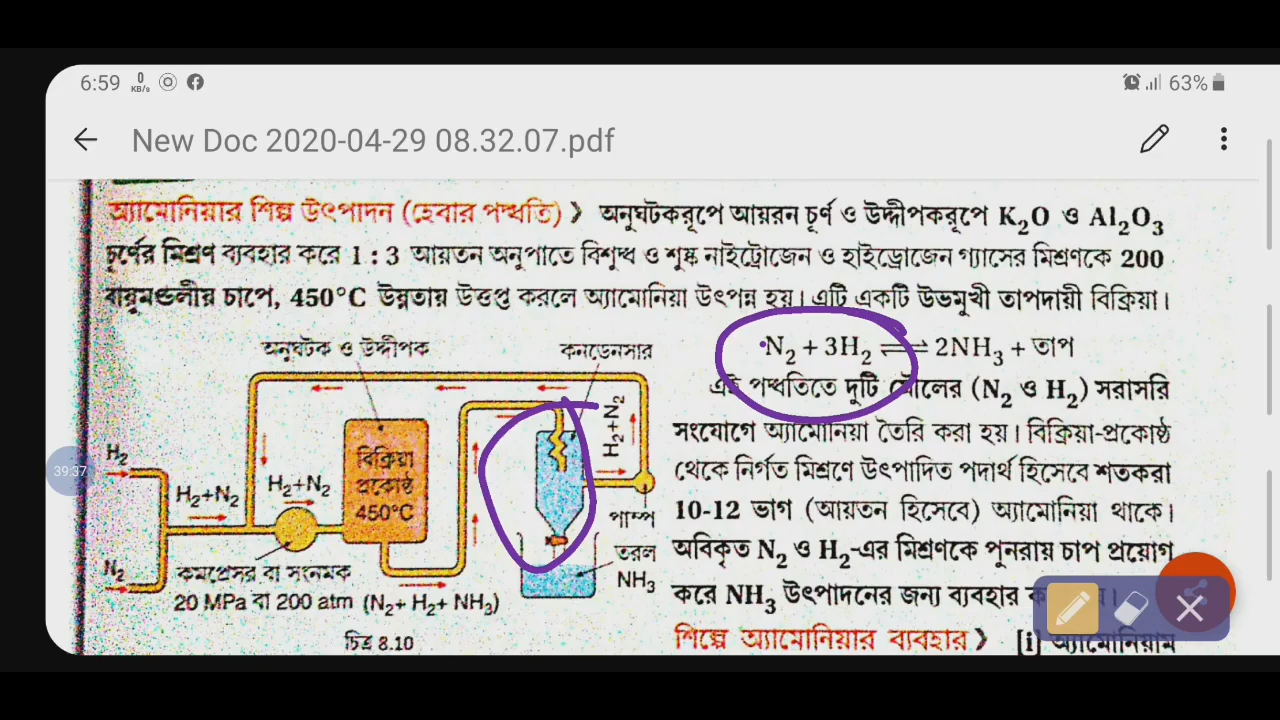 6:59 0 KB/s 63%
New Doc 2020-04-29 08.32.07.pdf
অ্যামোনিয়ার শিল্প উৎপাদন (হেবার পদ্ধতি) ❯ অনুঘটকরূপে আয়রন চূর্ণ ও উদ্দীপকরূপে K₂O ও Al₂O₃
চূর্ণের মিশ্রণ ব্যবহার করে 1 : 3 আয়তন অনুপাতে বিশুদ্ধ ও শুষ্ক নাইট্রোজেন ও হাইড্রোজেন গ্যাসের মিশ্রণকে 200
বায়ুমণ্ডলীয় চাপে, 450°C উষ্ণতায় উত্তপ্ত করলে অ্যামোনিয়া উৎপন্ন হয়। এটি একটি উভমুখী তাপদায়ী বিক্রিয়া।
অনুঘটক ও উদ্দীপক
কনডেনসার
H₂
H₂+N₂
H₂+N₂
বিক্রিয়া
প্রকোষ্ঠ
450°C
H₂+N₂
পাম্প
N₂
কমপ্রেসর বা সংনমক
20 MPa বা 200 atm
(N₂+ H₂+ NH₃)
তরল
NH₃
চিত্র 8.10
N₂ + 3H₂ ⇌ 2NH₃ + তাপ
এই পদ্ধতিতে দুটি মৌলের (N₂ ও H₂) সরাসরি
সংযোগে অ্যামোনিয়া তৈরি করা হয়। বিক্রিয়া-প্রকোষ্ঠ
থেকে নির্গত মিশ্রণে উৎপাদিত পদার্থ হিসেবে শতকরা
10-12 ভাগ (আয়তন হিসেবে) অ্যামোনিয়া থাকে।
অবিকৃত N₂ ও H₂-এর মিশ্রণকে পুনরায় চাপ প্রয়োগ
করে NH₃ উৎপাদনের জন্য ব্যবহার
শিল্পে অ্যামোনিয়ার ব্যবহার ❯ [i] অ্যামোনিয়াম
39:37